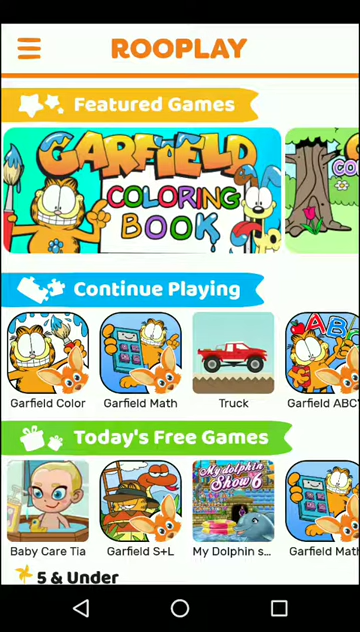 ROOPLAY
Featured Games
GARFIELD
COLORING
BOOK
Continue Playing
Garfield Color
Garfield Math
Truck
Garfield ABC
ABC
Today's Free Games
My dolphin
Show 6
Baby Care Tia
Garfield S+L
My Dolphin s...
Garfield Math
5 & Under